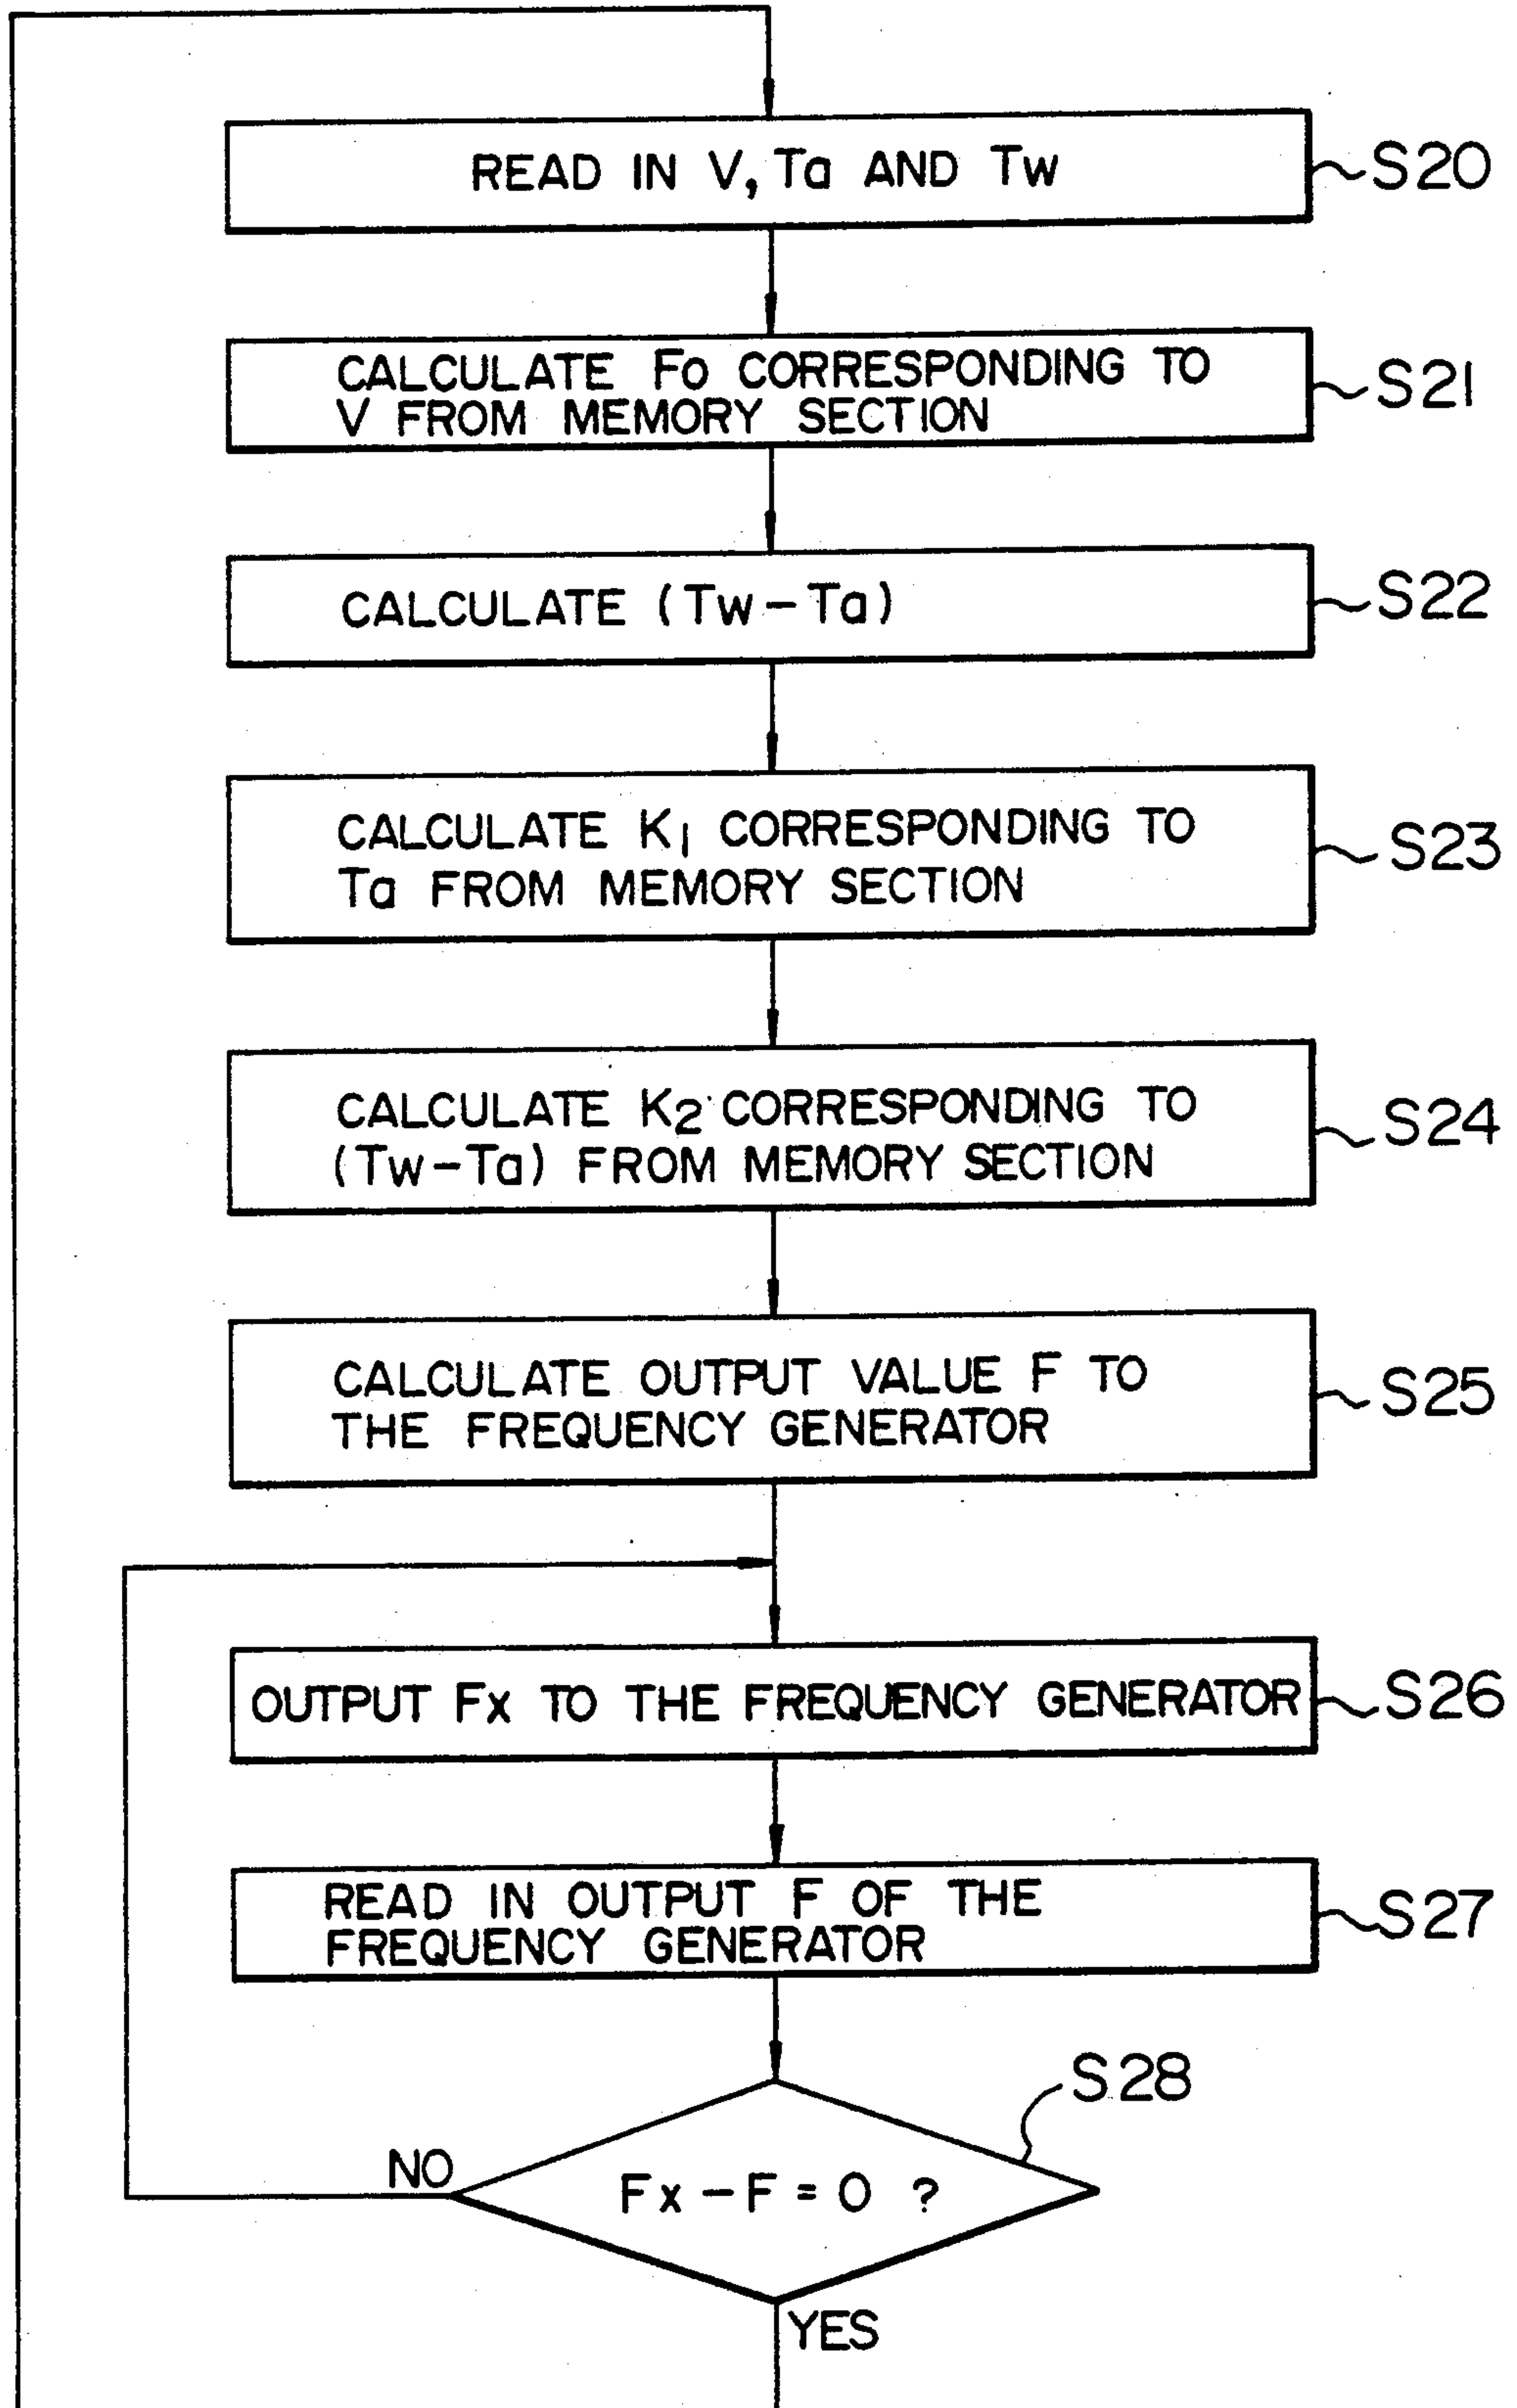 READ IN V, Ta AND Tw
S20
CALCULATE Fo CORRESPONDING TO
V FROM MEMORY SECTION
S21
CALCULATE (Tw-Ta)
S22
CALCULATE K1 CORRESPONDING TO
Ta FROM MEMORY SECTION
S23
CALCULATE K2 CORRESPONDING TO
(Tw-Ta) FROM MEMORY SECTION
S24
CALCULATE OUTPUT VALUE F TO
THE FREQUENCY GENERATOR
S25
OUTPUT Fx TO THE FREQUENCY GENERATOR
S26
READ IN OUTPUT F OF THE
FREQUENCY GENERATOR
S27
S28
NO
Fx-F=0 ?
YES